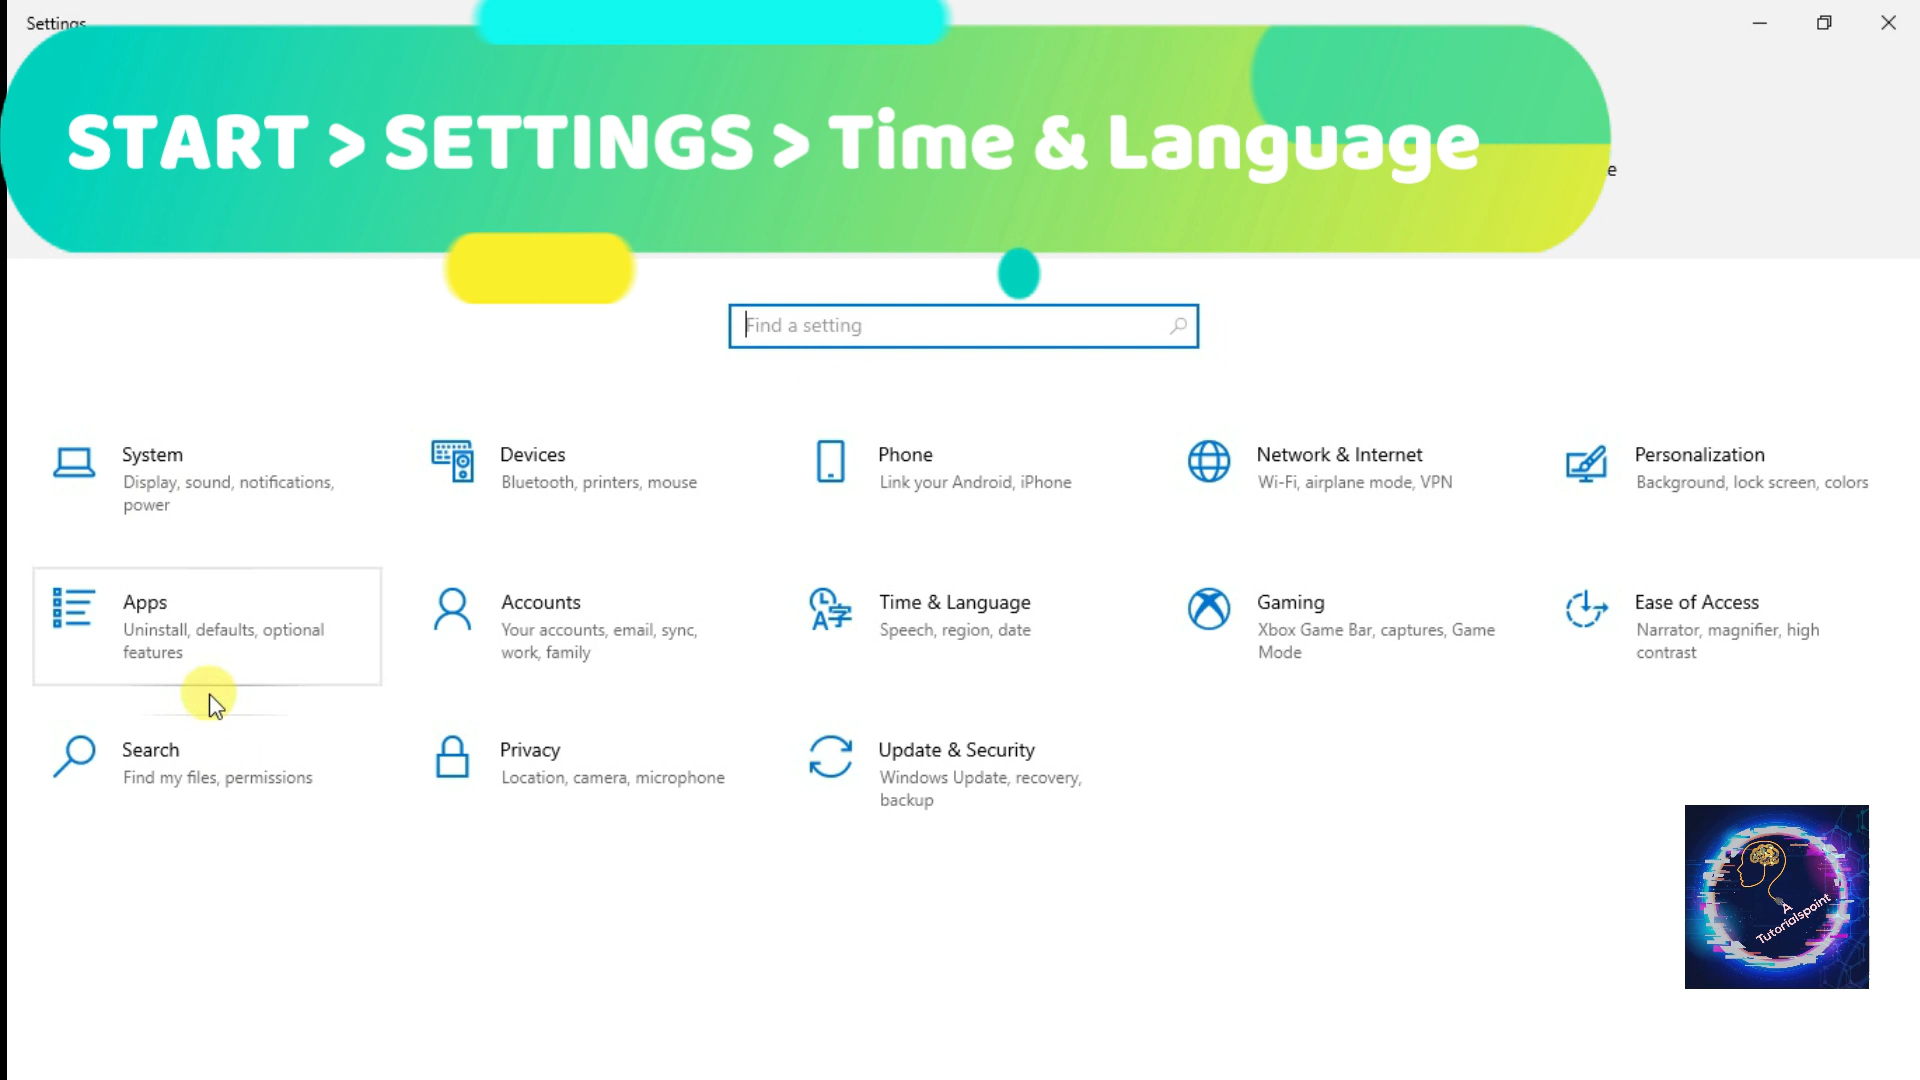 Settings
START > SETTINGS > Time & Language
e
Find a setting
System
Display, sound, notifications,
power
Devices
Bluetooth, printers, mouse
Phone
Link your Android, iPhone
Network & Internet
Wi-Fi, airplane mode, VPN
Personalization
Background, lock screen, colors
Apps
Uninstall, defaults, optional
features
Accounts
Your accounts, email, sync,
work, family
Time & Language
Speech, region, date
Gaming
Xbox Game Bar, captures, Game
Mode
Ease of Access
Narrator, magnifier, high
contrast
Search
Find my files, permissions
Privacy
Location, camera, microphone
Update & Security
Windows Update, recovery,
backup
A
Tutorialspoint